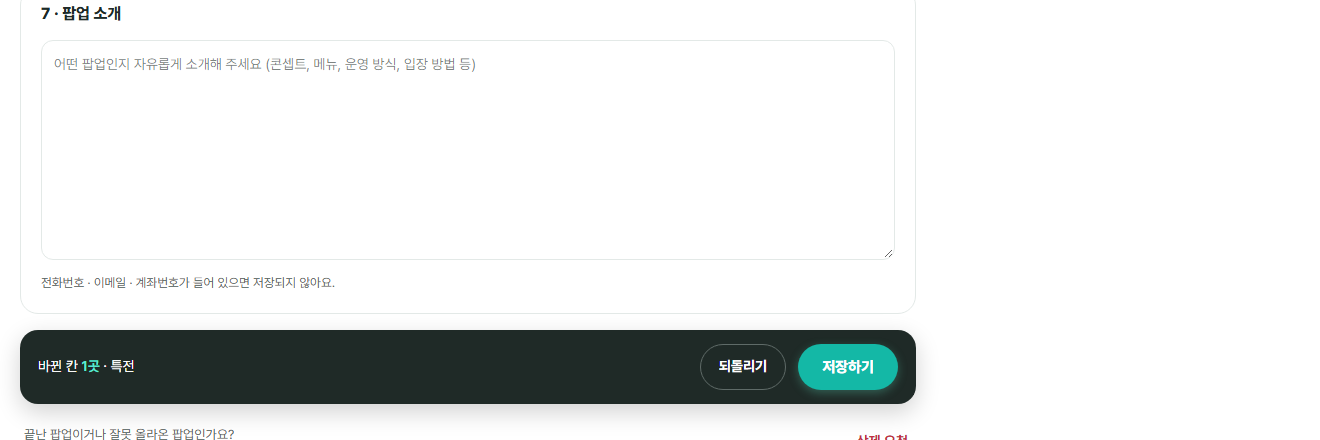 7 · 팝업 소개
어떤 팝업인지 자유롭게 소개해 주세요 (콘셉트, 메뉴, 운영 방식, 입장 방법 등)
전화번호 · 이메일 · 계좌번호가 들어 있으면 저장되지 않아요.
바뀐 칸 1곳 · 특전
되돌리기
저장하기
끝난 팝업이거나 잘못 올라온 팝업인가요?
삭제 요청